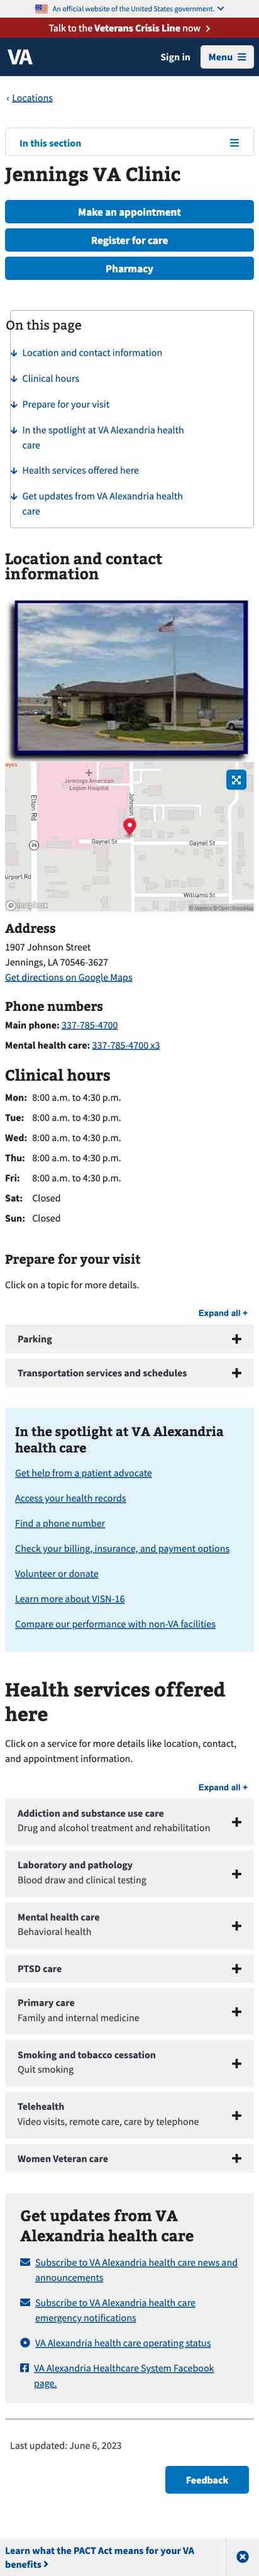 An official website of the United States government.
Talk to the Veterans Crisis Line now
VA
Sign in
Menu
Locations
In this section
Jennings VA Clinic
Make an appointment
Register for care
Pharmacy
On this page
Location and contact information
Clinical hours
Prepare for your visit
In the spotlight at VA Alexandria health
care
Health services offered here
Get updates from VA Alexandria health
care
Location and contact
information
Jennings American
Legion Hospital
Elton Rd
Johnson
26
Gaynel St
Gaynel St
Airport Rd
Williams St
mapbox
© Mapbox © OpenStreetMap
Address
1907 Johnson Street
Jennings, LA 70546-3627
Get directions on Google Maps
Phone numbers
Main phone: 337-785-4700
Mental health care: 337-785-4700 x3
Clinical hours
Mon: 8:00 a.m. to 4:30 p.m.
Tue: 8:00 a.m. to 4:30 p.m.
Wed: 8:00 a.m. to 4:30 p.m.
Thu: 8:00 a.m. to 4:30 p.m.
Fri: 8:00 a.m. to 4:30 p.m.
Sat: Closed
Sun: Closed
Prepare for your visit
Click on a topic for more details.
Expand all +
Parking
Transportation services and schedules
In the spotlight at VA Alexandria
health care
Get help from a patient advocate
Access your health records
Find a phone number
Check your billing, insurance, and payment options
Volunteer or donate
Learn more about VISN-16
Compare our performance with non-VA facilities
Health services offered
here
Click on a service for more details like location, contact,
and appointment information.
Expand all +
Addiction and substance use care
Drug and alcohol treatment and rehabilitation
Laboratory and pathology
Blood draw and clinical testing
Mental health care
Behavioral health
PTSD care
Primary care
Family and internal medicine
Smoking and tobacco cessation
Quit smoking
Telehealth
Video visits, remote care, care by telephone
Women Veteran care
Get updates from VA
Alexandria health care
Subscribe to VA Alexandria health care news and
announcements
Subscribe to VA Alexandria health care
emergency notifications
VA Alexandria health care operating status
VA Alexandria Healthcare System Facebook
page.
Last updated: June 6, 2023
Feedback
Learn what the PACT Act means for your VA
benefits